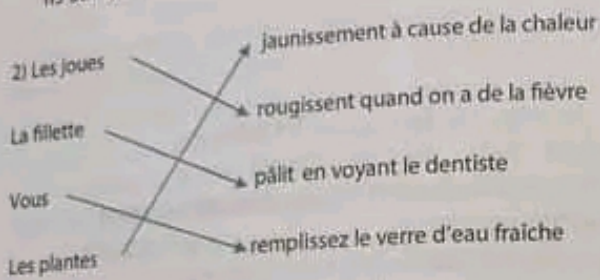 2) Les joues
La fillette
Vous
Les plantes
jaunissement à cause de la chaleur
rougissent quand on a de la fièvre
pâlit en voyant le dentiste
remplissez le verre d'eau fraîche